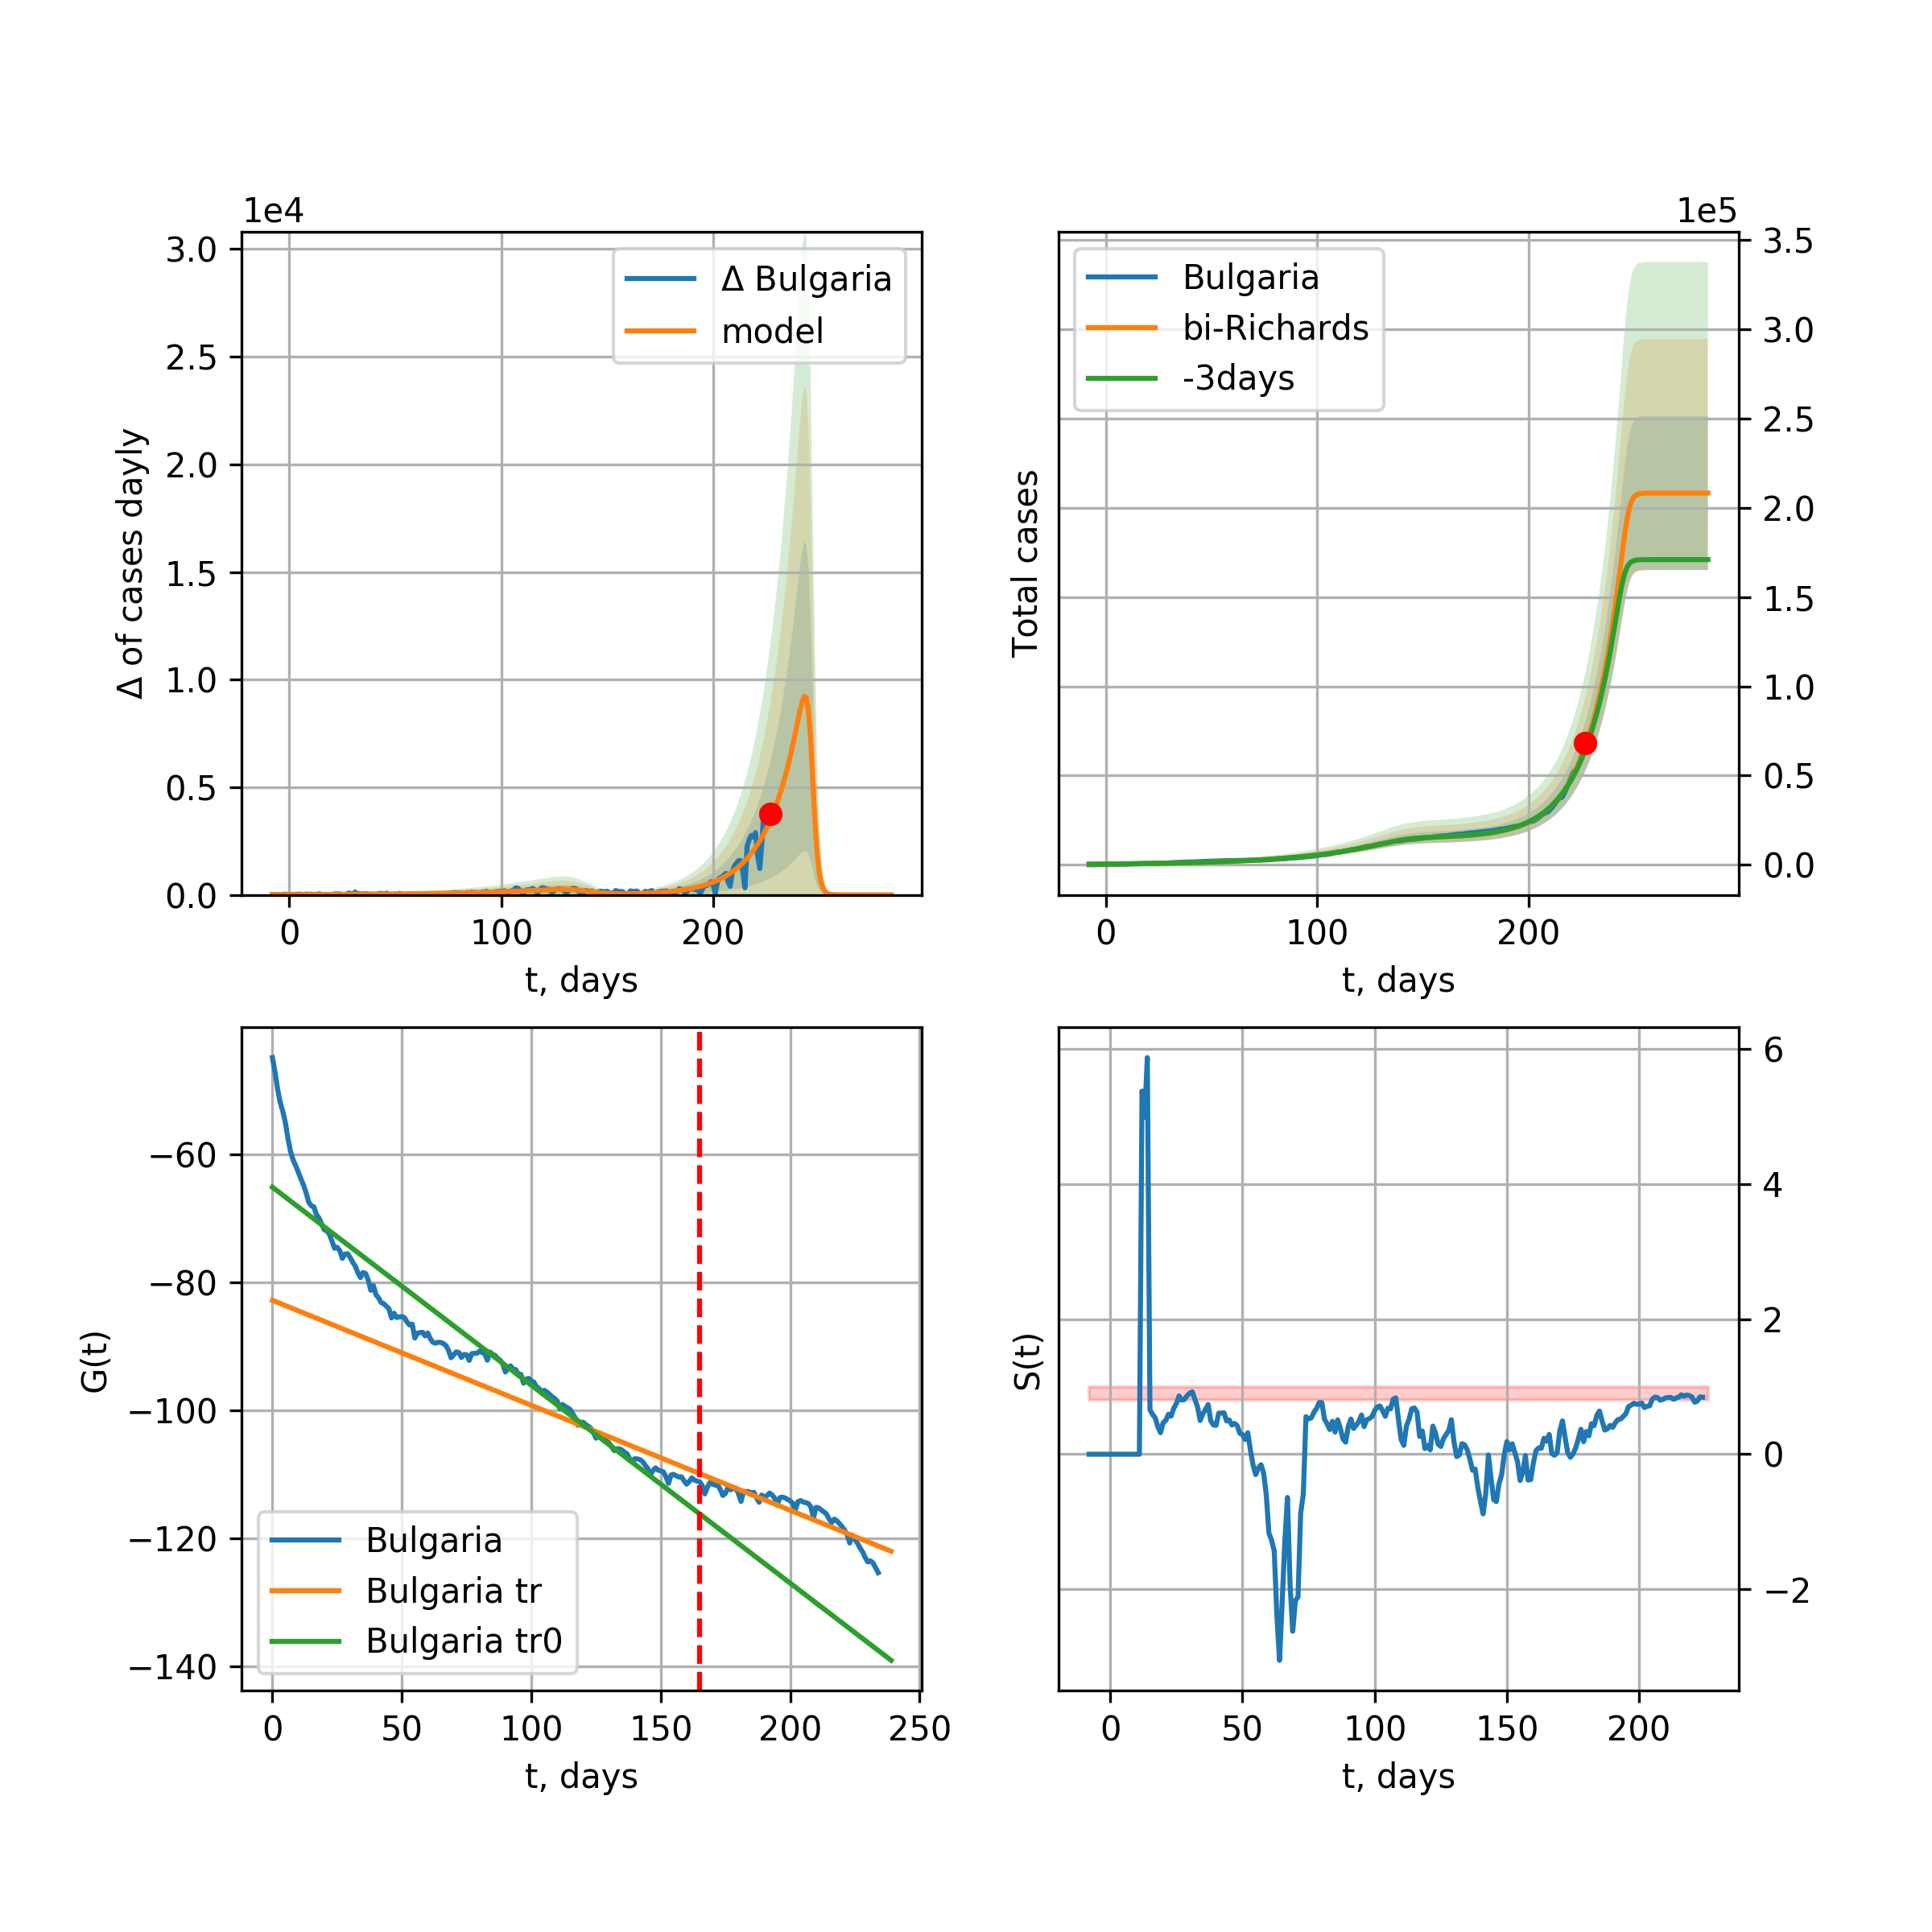 1e4
3.0
2.5
2.0
1.5
1.0
0.5
0.0
Δ of cases dayly
Δ Bulgaria
model
0 100 200
t, days
1e5
3.5
3.0
2.5
2.0
1.5
1.0
0.5
0.0
Total cases
Bulgaria
bi-Richards
-3days
0 100 200
t, days
−60
−80
−100
−120
−140
G(t)
Bulgaria
Bulgaria tr
Bulgaria tr0
0 50 100 150 200 250
t, days
6
4
2
0
−2
S(t)
0 50 100 150 200
t, days